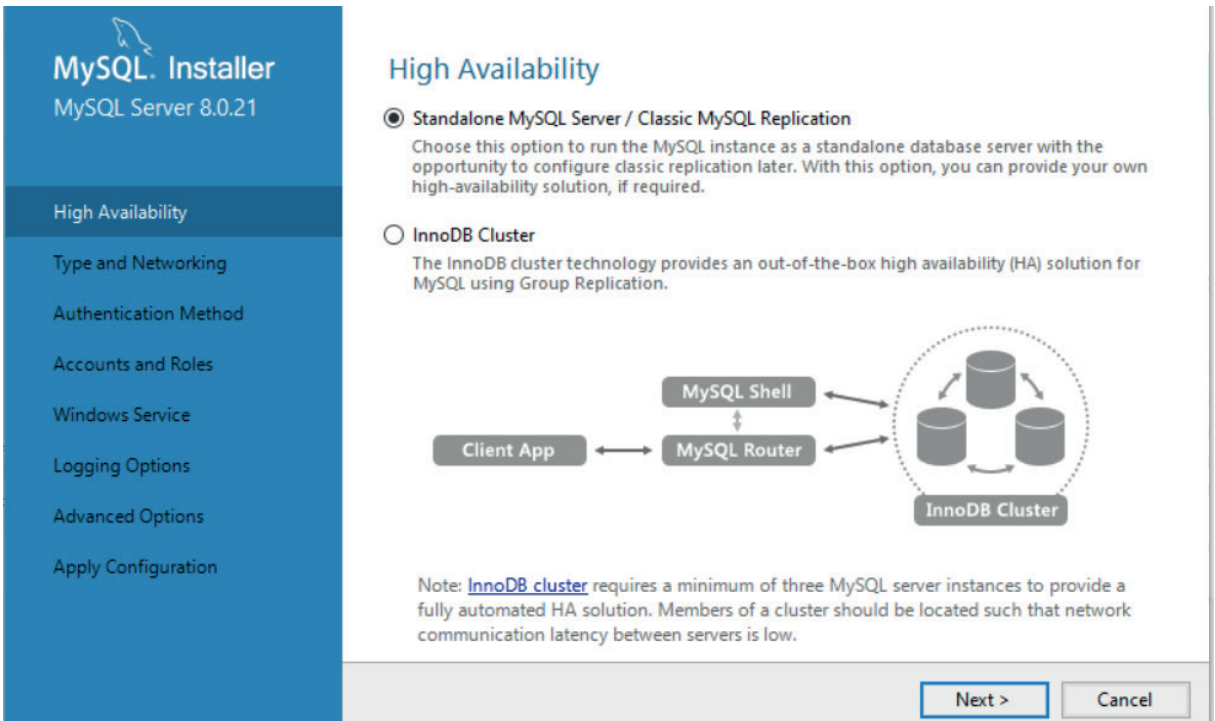 MySQL. Installer
MySQL Server 8.0.21
High Availability
Type and Networking
Authentication Method
Accounts and Roles
Windows Service
Logging Options
Advanced Options
Apply Configuration
High Availability
Standalone MySQL Server / Classic MySQL Replication
Choose this option to run the MySQL instance as a standalone database server with the
opportunity to configure classic replication later. With this option, you can provide your own
high-availability solution, if required.
InnoDB Cluster
The InnoDB cluster technology provides an out-of-the-box high availability (HA) solution for
MySQL using Group Replication.
MySQL Shell
Client App
MySQL Router
InnoDB Cluster
Note: InnoDB cluster requires a minimum of three MySQL server instances to provide a
fully automated HA solution. Members of a cluster should be located such that network
communication latency between servers is low.
Next >
Cancel